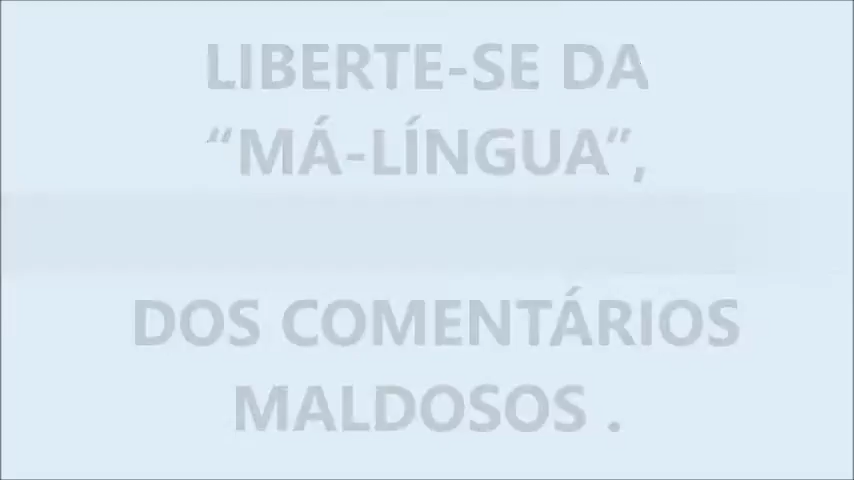 LIBERTE-SE DA
“MÁ-LÍNGUA”,
DOS COMENTÁRIOS
MALDOSOS .